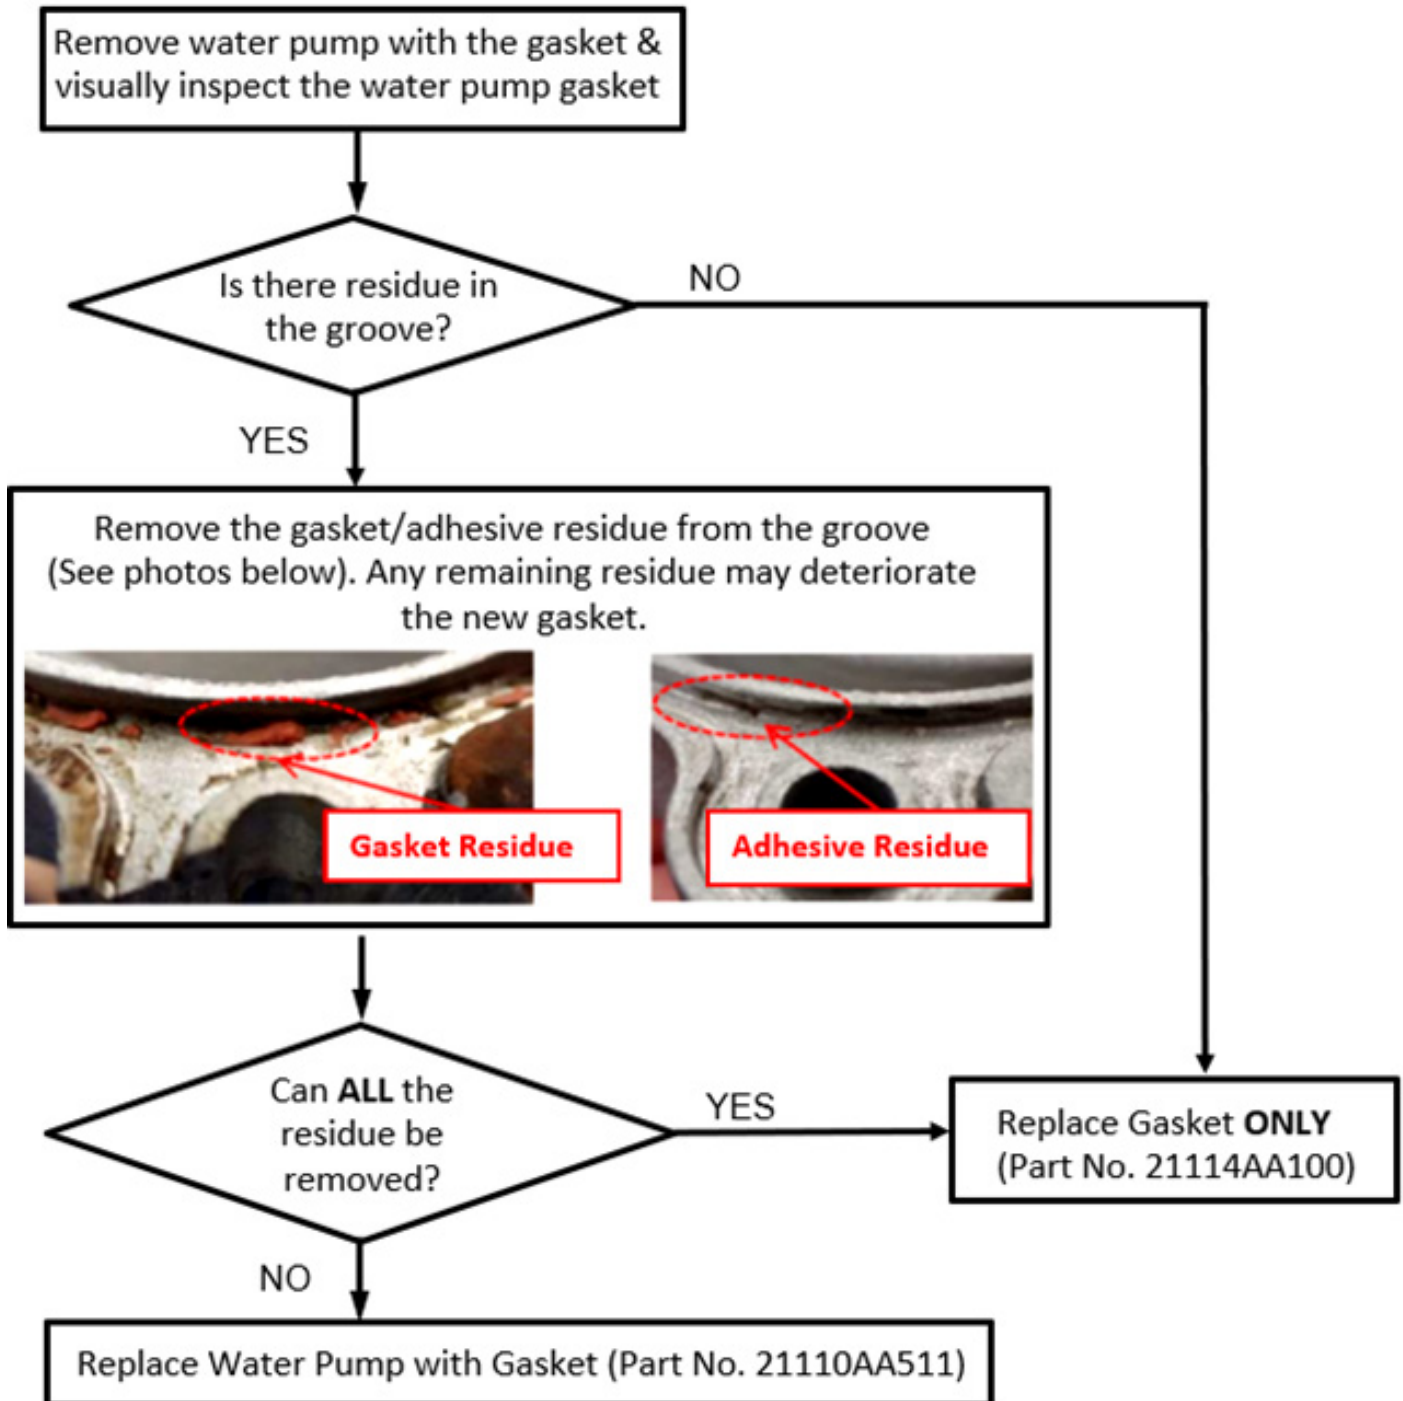 Remove water pump with the gasket &
visually inspect the water pump gasket
Is there residue in
the groove?
NO
YES
Remove the gasket/adhesive residue from the groove
(See photos below). Any remaining residue may deteriorate
the new gasket.
Gasket Residue
Adhesive Residue
Can ALL the
residue be
removed?
YES
Replace Gasket ONLY
(Part No. 21114AA100)
NO
Replace Water Pump with Gasket (Part No. 21110AA511)